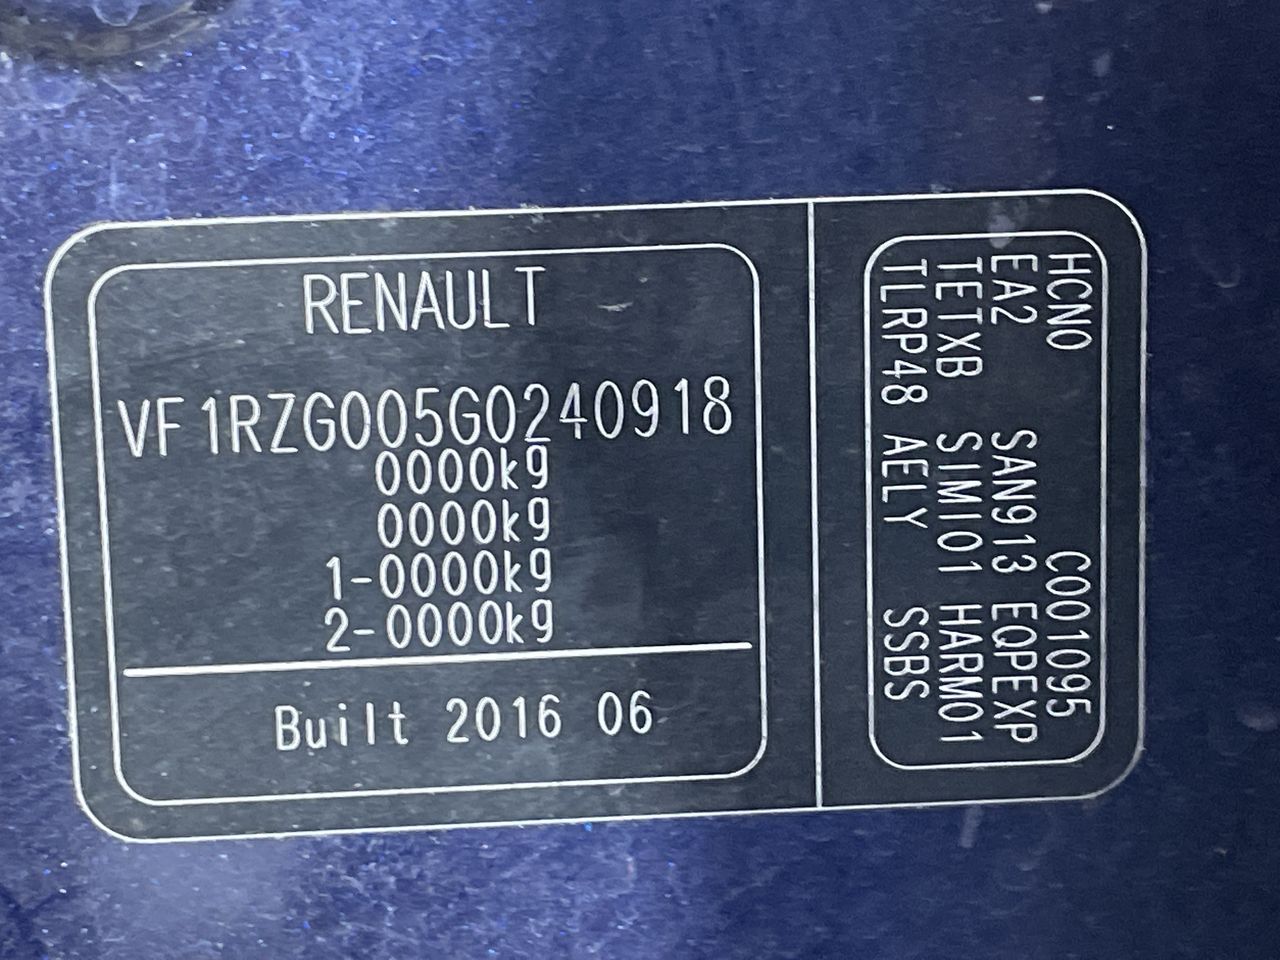 RENAULT
VF1RZG005G0240918
0000kg
0000kg
1-0000kg
2-0000kg
Built 2016 06
HCN0 C001095
EA2 SAN913 EQPEXP
TETXB SIMI01 HARM01
TLRP48 AELY SSBS